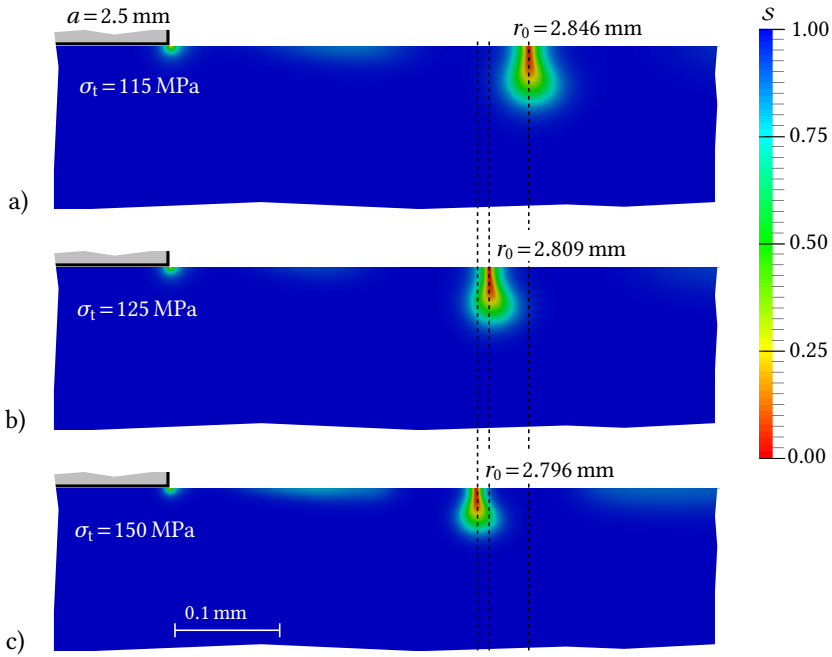 a = 2.5 mm
r₀ = 2.846 mm
S
1.00
σₜ = 115 MPa
0.75
a)
r₀ = 2.809 mm
0.50
σₜ = 125 MPa
0.25
b)
0.00
r₀ = 2.796 mm
σₜ = 150 MPa
0.1 mm
c)